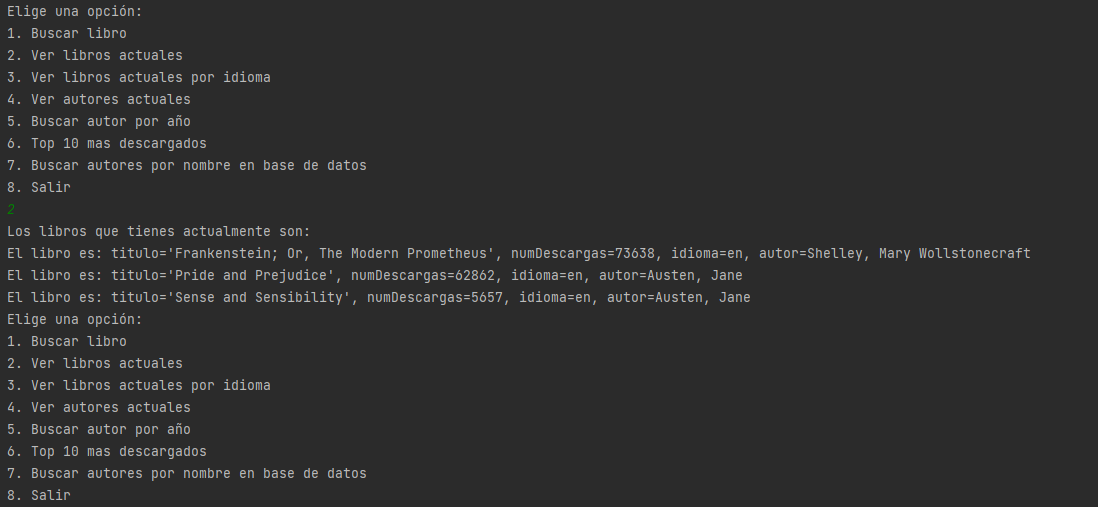 Elige una opción:
1. Buscar libro
2. Ver libros actuales
3. Ver libros actuales por idioma
4. Ver autores actuales
5. Buscar autor por año
6. Top 10 mas descargados
7. Buscar autores por nombre en base de datos
8. Salir
2
Los libros que tienes actualmente son:
El libro es: titulo='Frankenstein; Or, The Modern Prometheus', numDescargas=73638, idioma=en, autor=Shelley, Mary Wollstonecraft
El libro es: titulo='Pride and Prejudice', numDescargas=62862, idioma=en, autor=Austen, Jane
El libro es: titulo='Sense and Sensibility', numDescargas=5657, idioma=en, autor=Austen, Jane
Elige una opción:
1. Buscar libro
2. Ver libros actuales
3. Ver libros actuales por idioma
4. Ver autores actuales
5. Buscar autor por año
6. Top 10 mas descargados
7. Buscar autores por nombre en base de datos
8. Salir